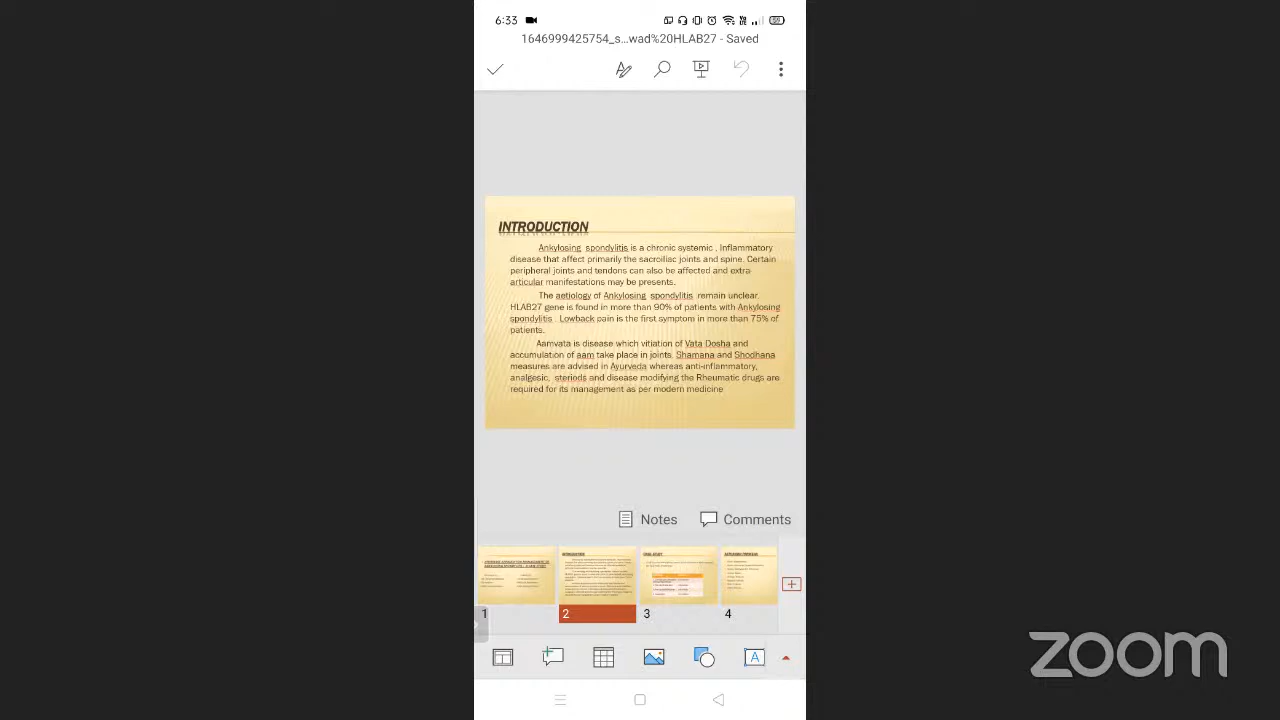 6:33
1646999425754_s...wad%20HLAB27 - Saved
INTRODUCTION
Ankylosing spondylitis is a chronic systemic , Inflammatory
disease that affect primarily the sacroiliac joints and spine. Certain
peripheral joints and tendons can also be affected and extra-
articular manifestations may be presents.
The aetiology of Ankylosing spondylitis remain unclear.
HLAB27 gene is found in more than 90% of patients with Ankylosing
spondylitis . Lowback pain is the first symptom in more than 75% of
patients.
Aamvata is disease which vitiation of Vata Dosha and
accumulation of aam take place in joints. Shamana and Shodhana
measures are advised in Ayurveda whereas anti-inflammatory,
analgesic, steriods and disease modifying the Rheumatic drugs are
required for its management as per modern medicine
Notes
Comments
INTRODUCTION
1
2
3
4
A
zoom